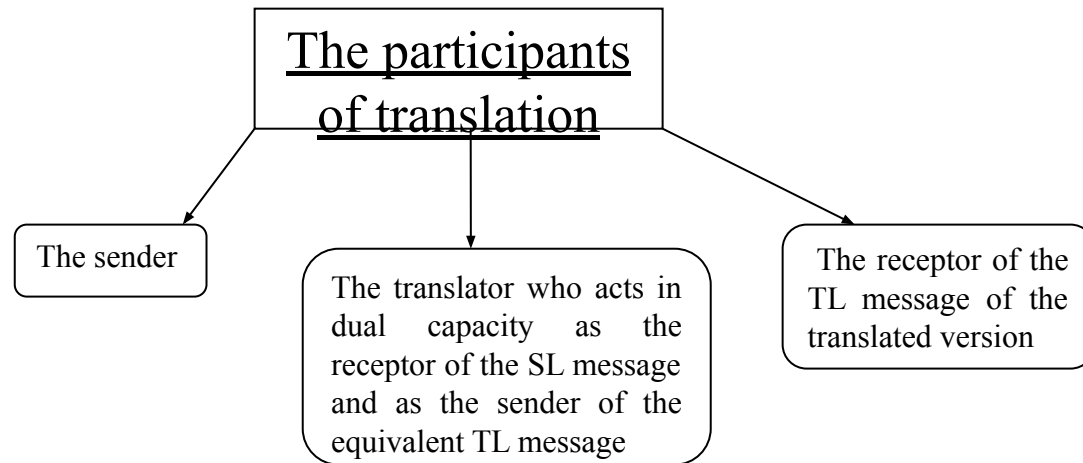 The participants
of translation
The sender
The translator who acts in
dual capacity as the
receptor of the SL message
and as the sender of the
equivalent TL message
The receptor of the
TL message of the
translated version